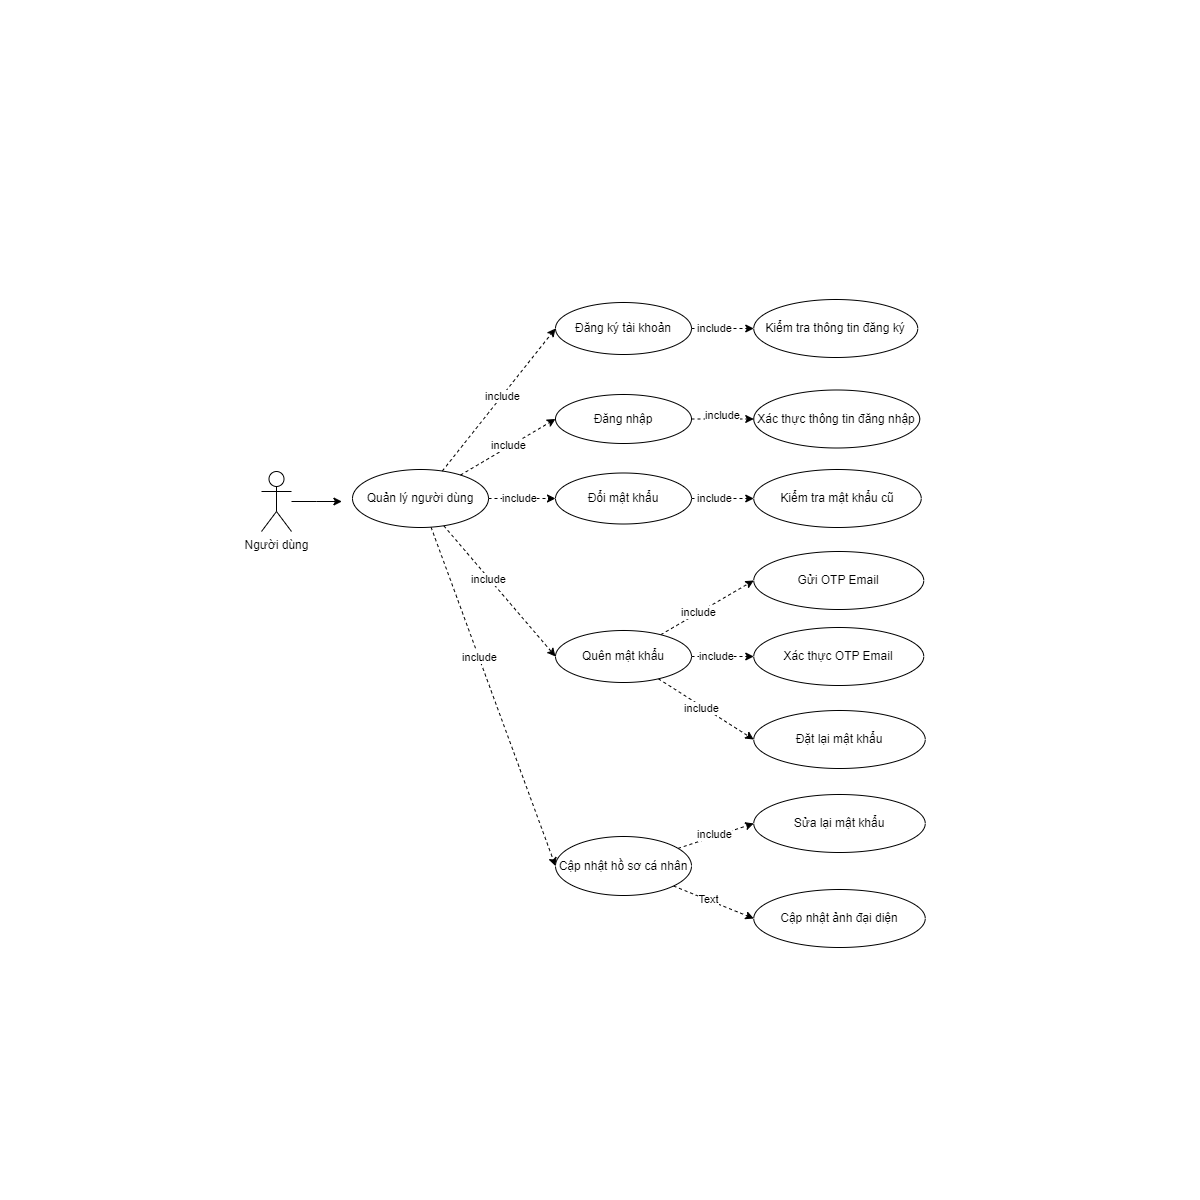 Đăng ký tài khoản
include
Kiểm tra thông tin đăng ký
include
Đăng nhập
include
Xác thực thông tin đăng nhập
include
Người dùng
Quản lý người dùng
include
Đổi mật khẩu
include
Kiểm tra mật khẩu cũ
include
Gửi OTP Email
include
Quên mật khẩu
include
Xác thực OTP Email
include
include
Đặt lại mật khẩu
include
Sửa lại mật khẩu
Cập nhật hồ sơ cá nhân
Text
Cập nhật ảnh đại diện